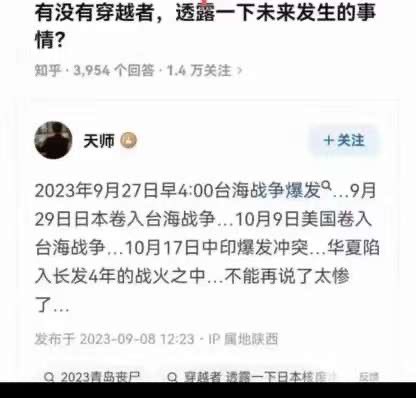 有没有穿越者，透露一下未来发生的事
情？
知乎 · 3,954 个回答 · 1.4 万关注 >
天师
+关注
2023年9月27日早4:00台海战争爆发...9月
29日日本卷入台海战争...10月9日美国卷入
台海战争...10月17日中印爆发冲突...华夏陷
入长发4年的战火之中...不能再说了太惨
了...
发布于 2023-09-08 12:23 · IP 属地陕西
2023青岛丧尸 穿越者 透露一下日本核废 反馈